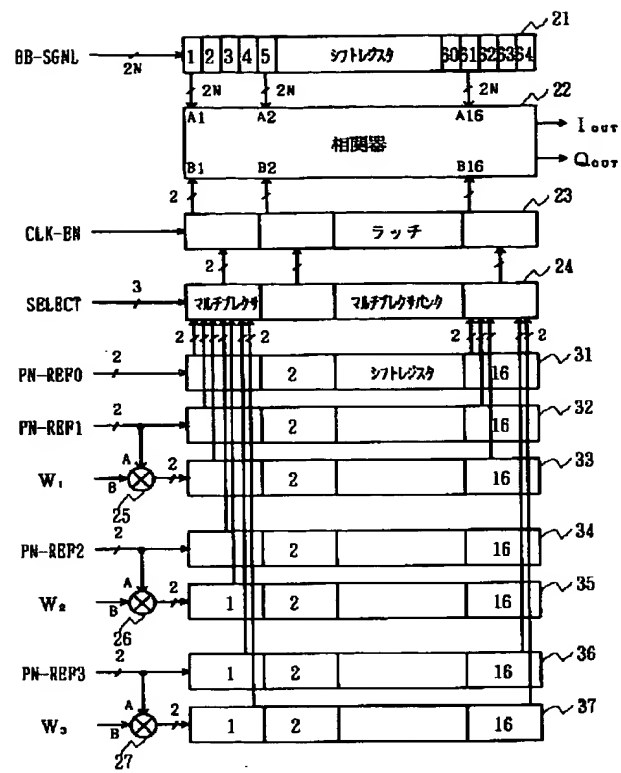 21
BB-SGNL 1 2 3 4 5 シフトレジスタ 60 61 62 63 64
2N
2N 2N 2N
22
A1 A2 A16
I OUT
相関器
Q OUT
B1 B2 B16
2
23
CLK-EN ラッチ
2
24
SELECT 3 マルチプレクサ マルチプレクサバンク
2 2 2 2
PN-REF0 2 2 シフトレジスタ 16 31
PN-REF1 2 2 16 32
A
W₁ B 2 2 16 33
25
PN-REF2 2 2 16 34
A
W₂ B 2 1 2 16 35
26
PN-REF3 2 1 2 16 36
A
W₃ B 2 1 2 16 37
27